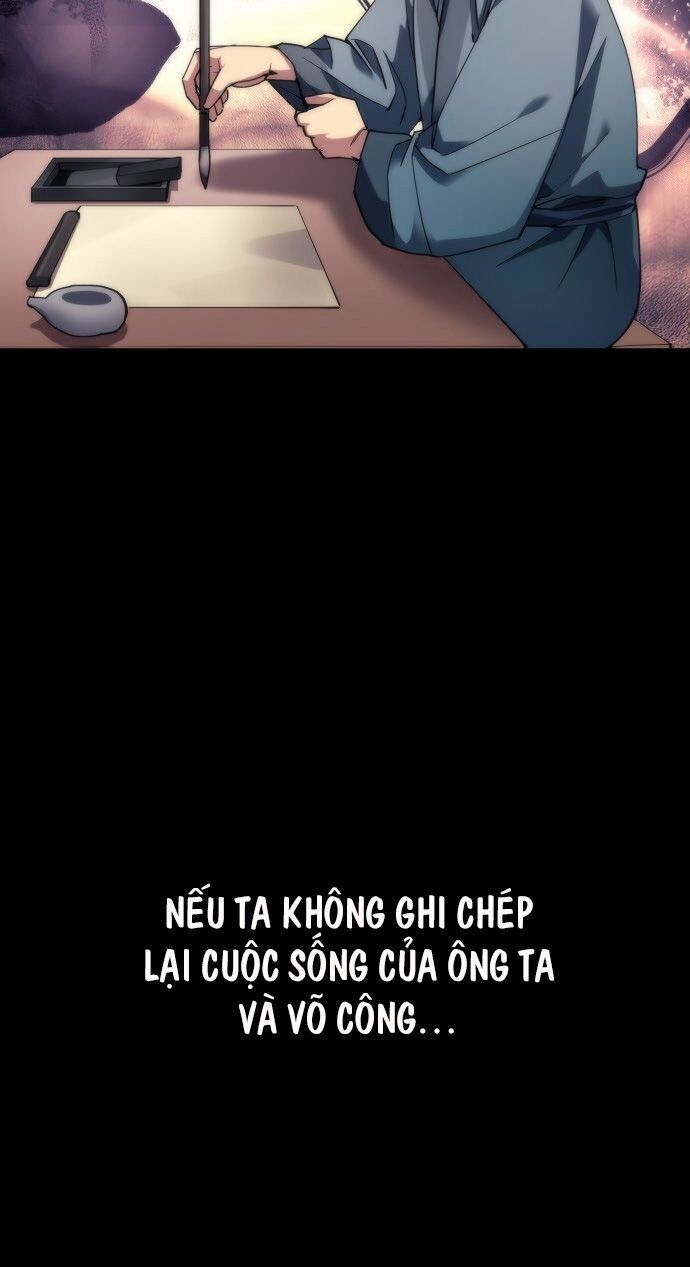 NẾU TA KHÔNG GHI CHÉP
LẠI CUỘC SỐNG CỦA ÔNG TA
VÀ VÕ CÔNG...